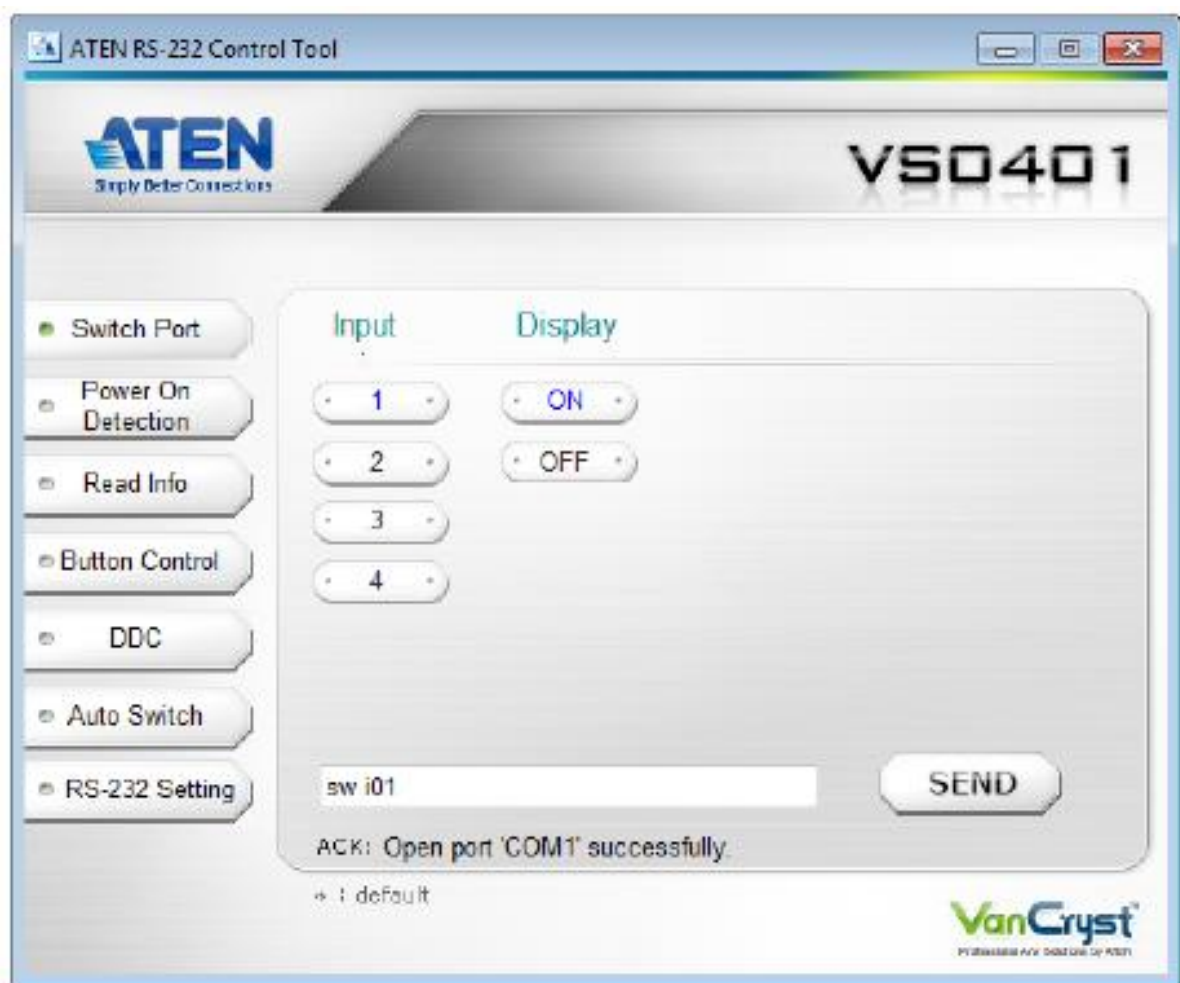 ATEN RS-232 Control Tool
ATEN
Simply Better Connections
VS0401
Switch Port
Power On
Detection
Read Info
Button Control
DDC
Auto Switch
RS-232 Setting
Input
Display
1
ON
2
OFF
3
4
sw i01
SEND
ACK: Open port 'COM1' successfully.
* : default
VanCryst™